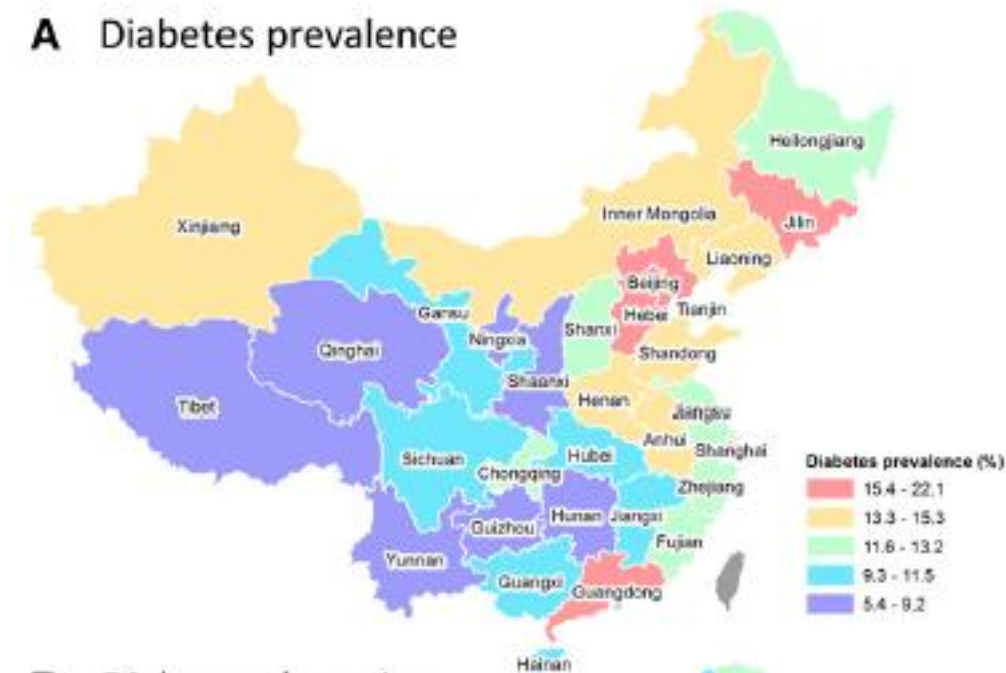 A Diabetes prevalence
Heilongjiang
Xinjiang
Inner Mongolia
Jilin
Liaoning
Beijing
Gansu
Hebei
Tianjin
Ningxia
Shanxi
Qinghai
Shandong
Shaanxi
Henan
Tibet
Jiangsu
Anhui
Shanghai
Sichuan
Hubei
Chongqing
Zhejiang
Guizhou
Hunan
Jiangxi
Fujian
Yunnan
Guangxi
Guangdong
Hainan
Diabetes prevalence (%)
15.4 - 22.1
13.3 - 15.3
11.6 - 13.2
9.3 - 11.5
5.4 - 9.2